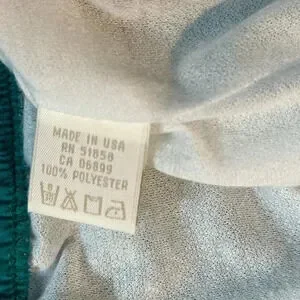 MADE IN USA
RN 51858
CA 06899
100% POLYESTER